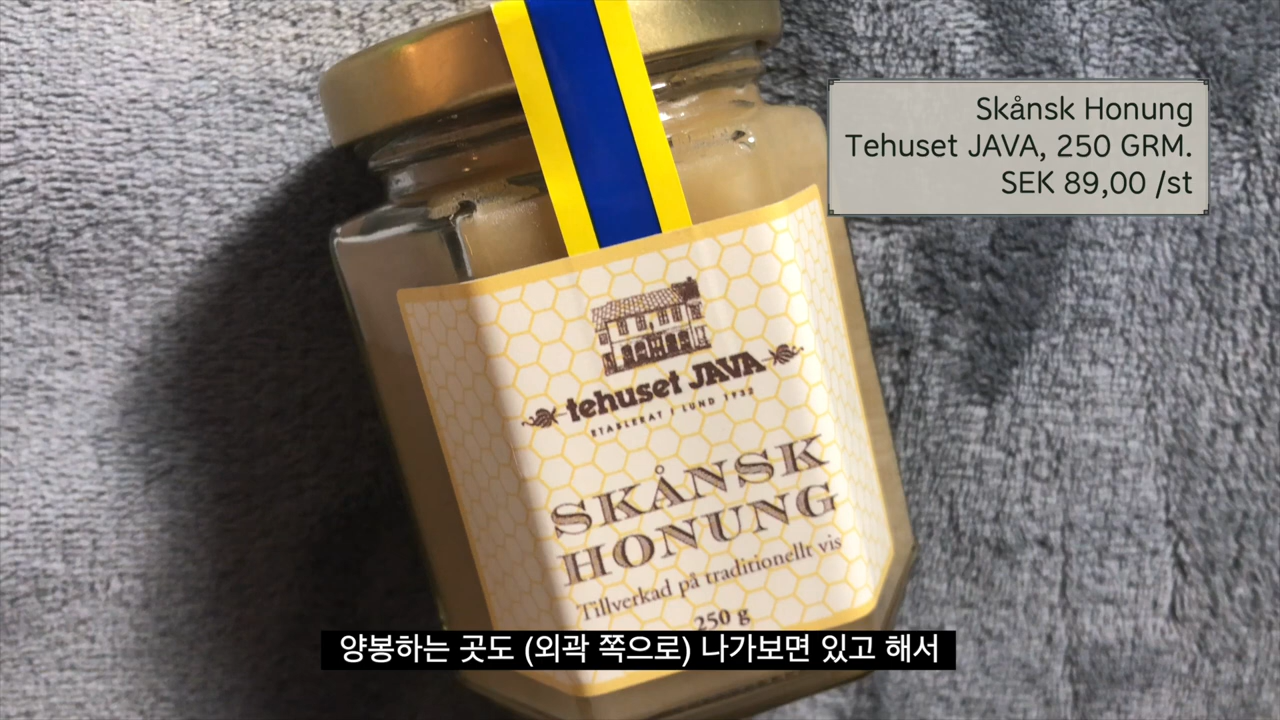 Skånsk Honung
Tehuset JAVA, 250 GRM.
SEK 89,00 /st
tehuset JAVA
ETABLERAT I LUND 1932
SKÅNSK
HONUNG
Tillverkad på traditionellt vis
250 g
양봉하는 곳도 (외곽 쪽으로) 나가보면 있고 해서